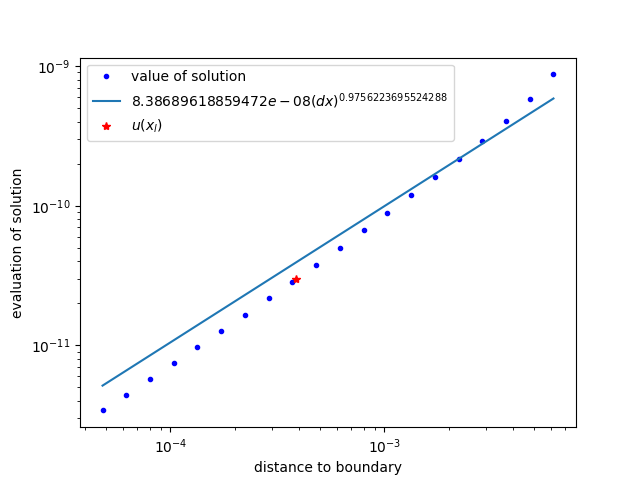 10⁻⁹
value of solution
8.38689618859472e − 08(dx)^0.9756223695524288
u(x_l)
10⁻¹⁰
10⁻¹¹
evaluation of solution
10⁻⁴
10⁻³
distance to boundary